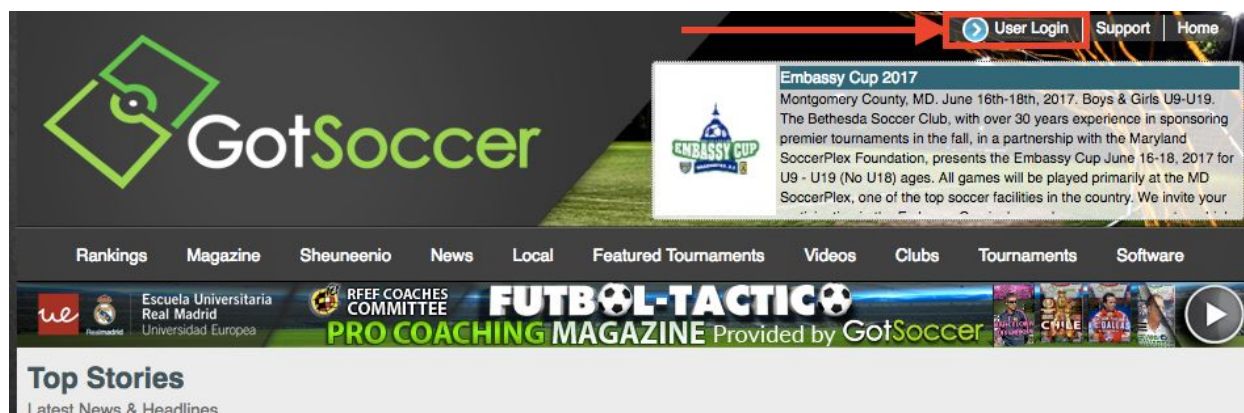 User Login Support Home
GotSoccer
Embassy Cup 2017
Montgomery County, MD. June 16th-18th, 2017. Boys & Girls U9-U19.
The Bethesda Soccer Club, with over 30 years experience in sponsoring
premier tournaments in the fall, in a partnership with the Maryland
SoccerPlex Foundation, presents the Embassy Cup June 16-18, 2017 for
U9 - U19 (No U18) ages. All games will be played primarily at the MD
SoccerPlex, one of the top soccer facilities in the country. We invite your
EMBASSY CUP
Rankings Magazine Sheuneenio News Local Featured Tournaments Videos Clubs Tournaments Software
ue Realmadrid Escuela Universitaria
Real Madrid
Universidad Europea
RFEF COACHES
COMMITTEE
FUTBOL-TACTICO
PRO COACHING MAGAZINE Provided by GotSoccer
CHILE
Top Stories
Latest News & Headlines